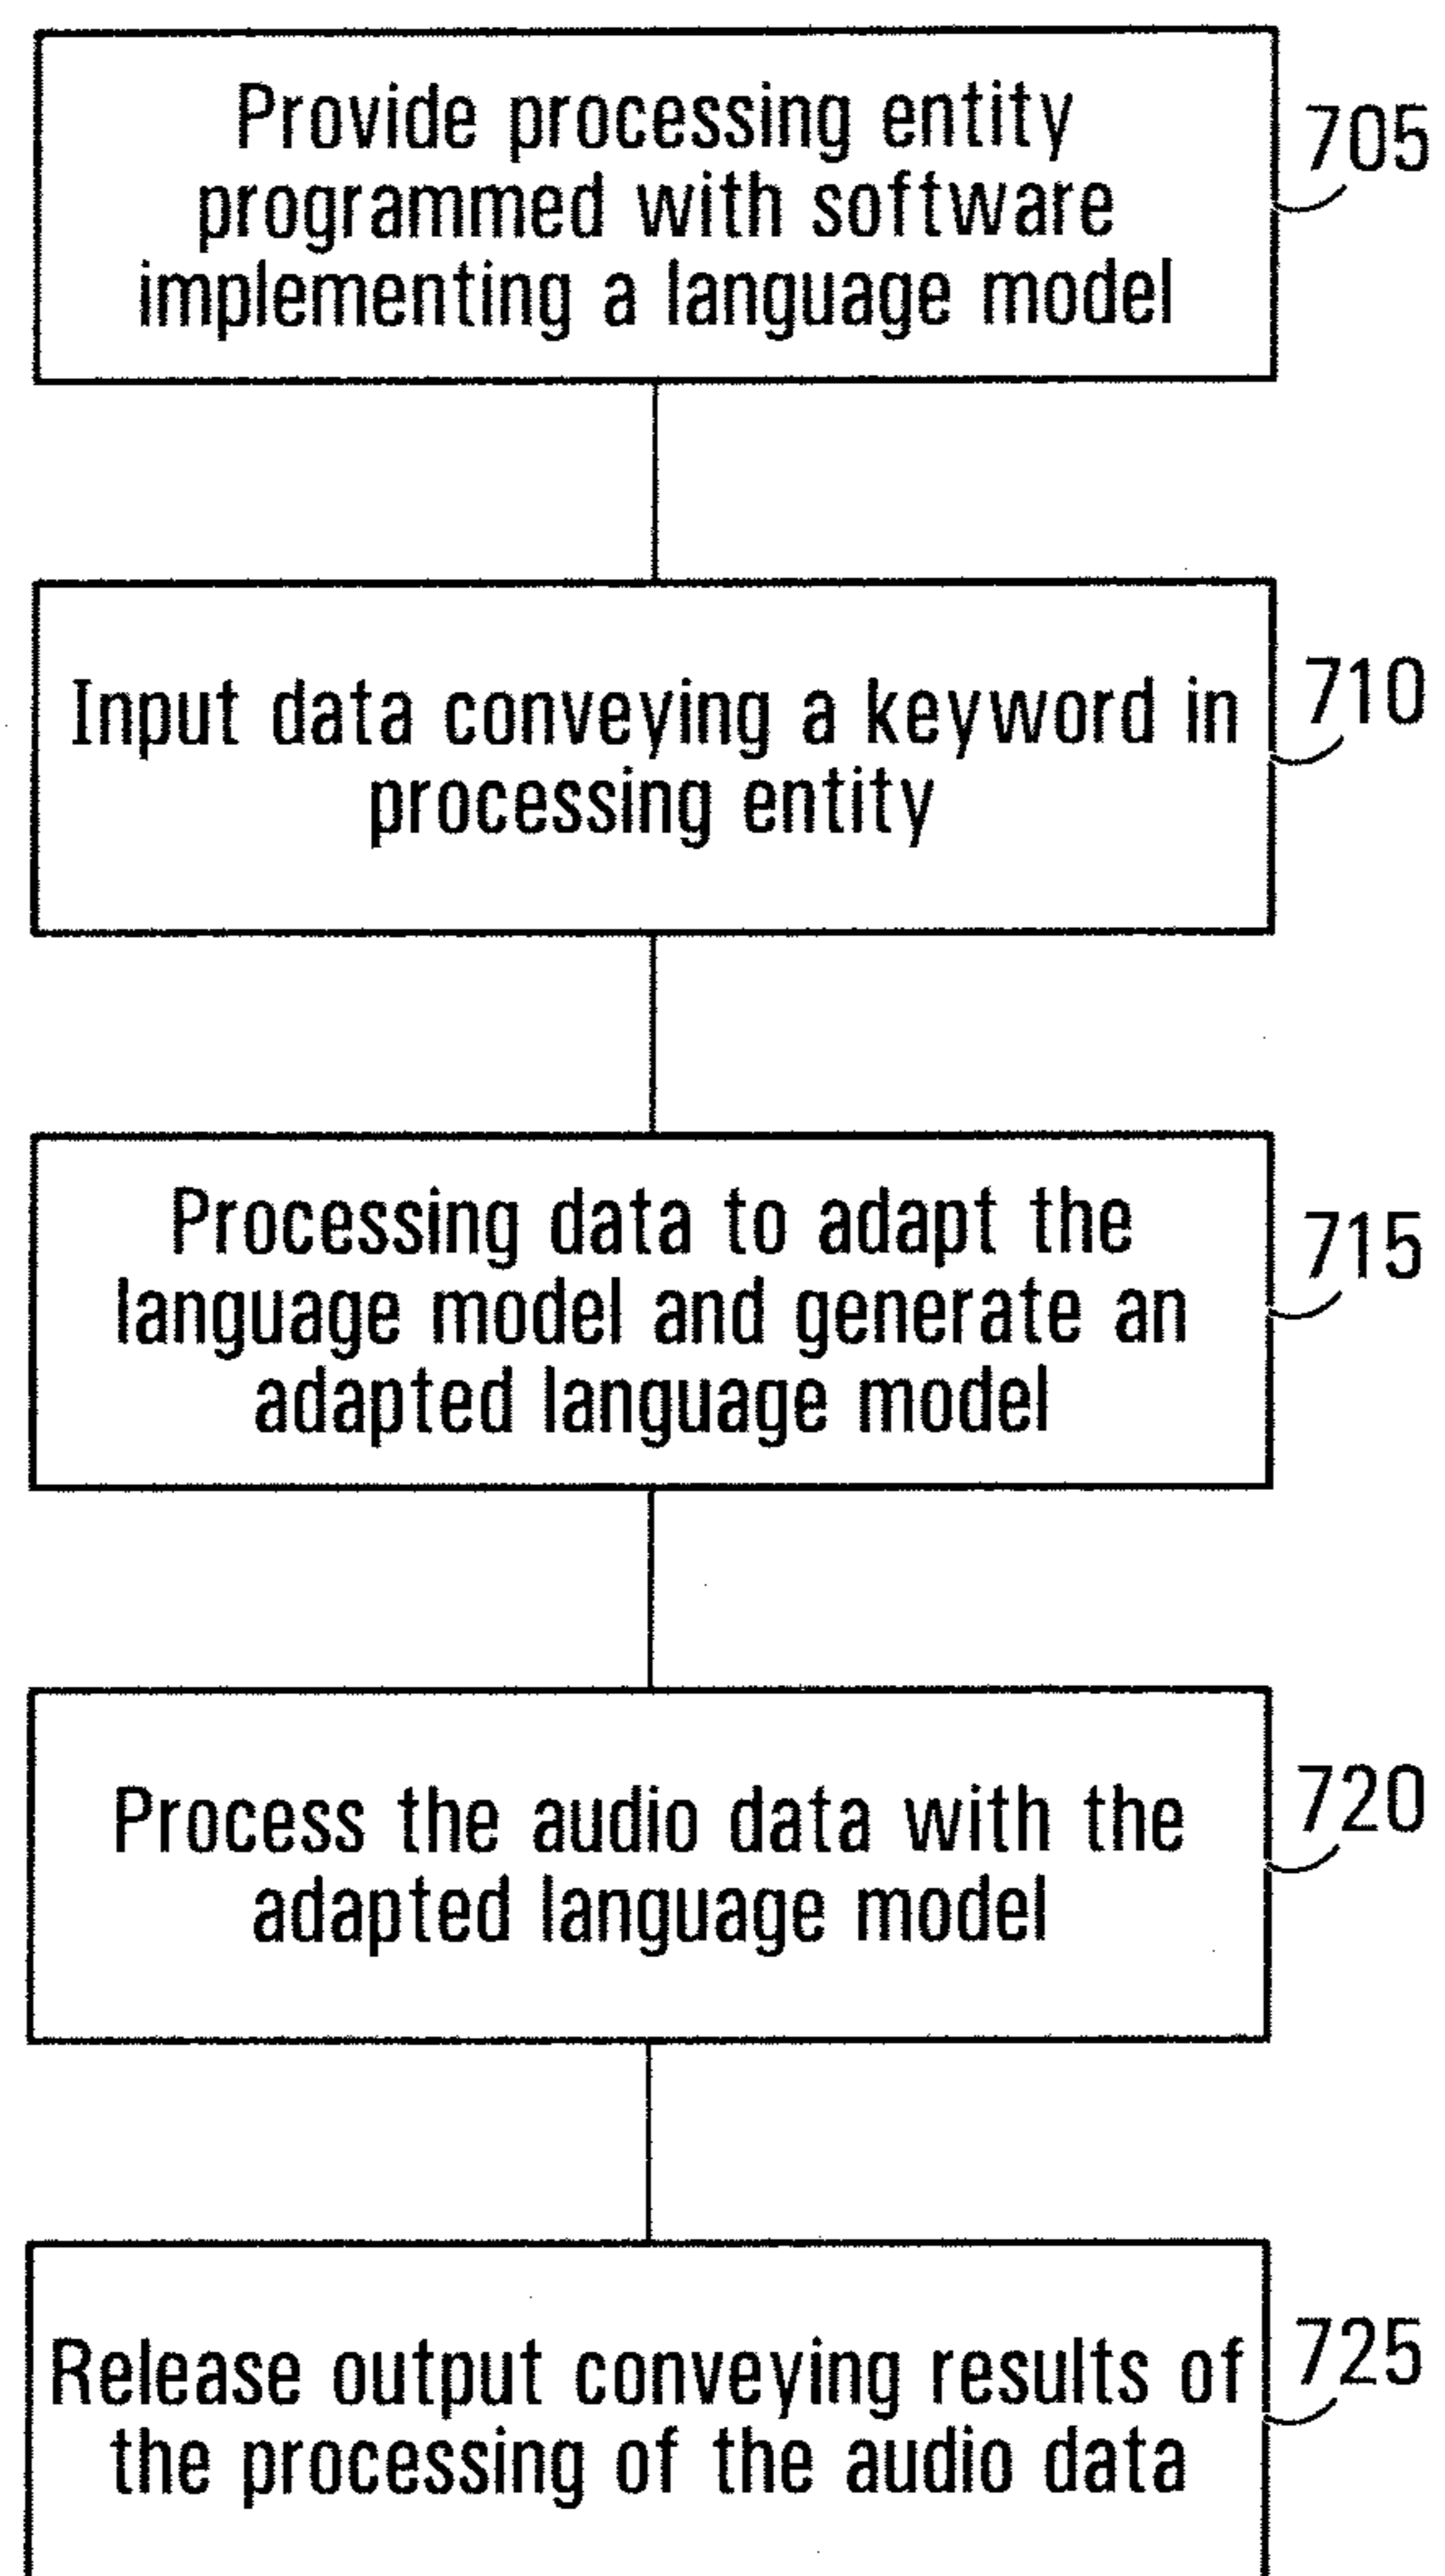 Provide processing entity
programmed with software
implementing a language model
705
Input data conveying a keyword in
processing entity
710
Processing data to adapt the
language model and generate an
adapted language model
715
Process the audio data with the
adapted language model
720
Release output conveying results of
the processing of the audio data
725